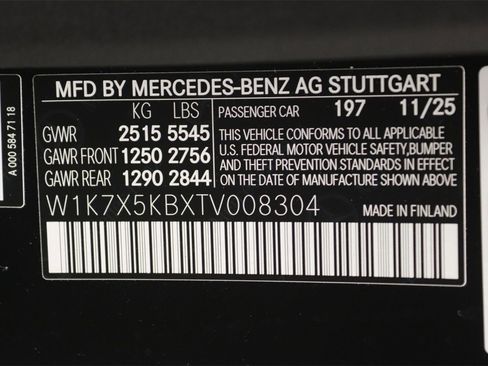 MFD BY MERCEDES-BENZ AG STUTTGART
KG LBS PASSENGER CAR 197 11/25
GVWR 2515 5545
GAWR FRONT 1250 2756
GAWR REAR 1290 2844
THIS VEHICLE CONFORMS TO ALL APPLICABLE
U.S. FEDERAL MOTOR VEHICLE SAFETY,BUMPER
AND THEFT PREVENTION STANDARDS IN EFFECT
ON THE DATE OF MANUFACTURE SHOWN ABOVE.
W1K7X5KBXTV008304 MADE IN FINLAND
A 000 584 71 18